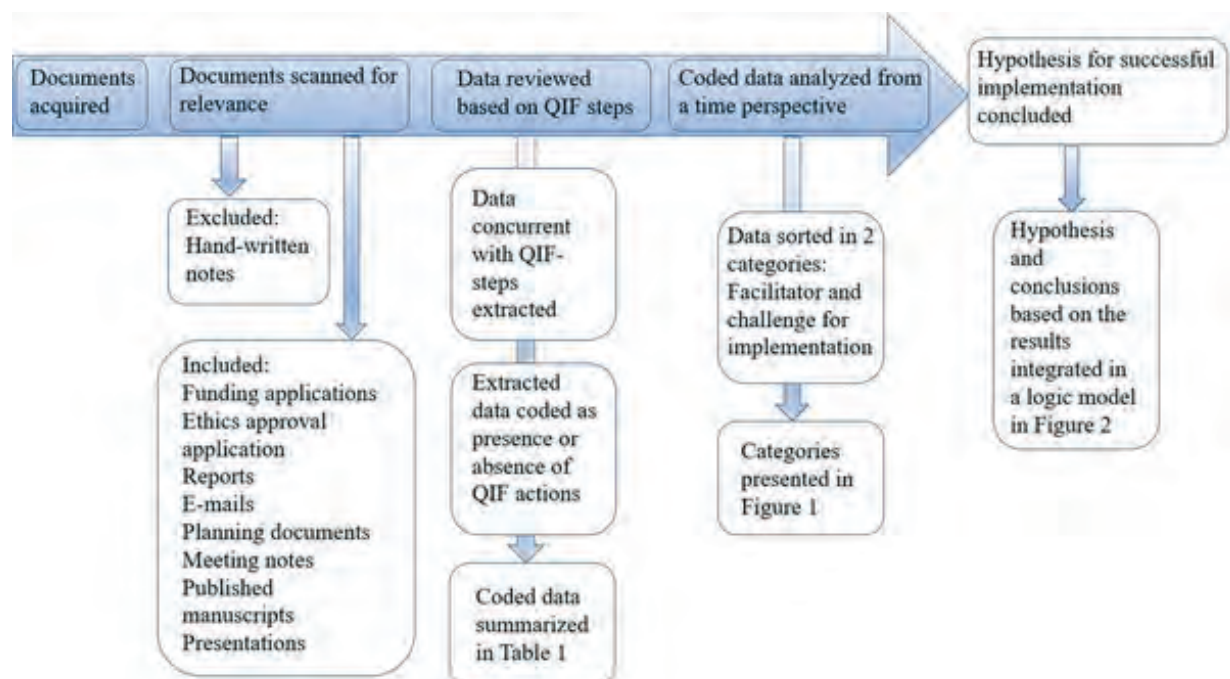 Documents
acquired
Documents scanned for
relevance
Data reviewed
based on QIF steps
Coded data analyzed from
a time perspective
Hypothesis for successful
implementation
concluded
Excluded:
Hand-written
notes
Included:
Funding applications
Ethics approval
application
Reports
E-mails
Planning documents
Meeting notes
Published
manuscripts
Presentations
Data
concurrent
with QIF-
steps
extracted
Extracted
data coded as
presence or
absence of
QIF actions
Coded data
summarized
in Table 1
Data sorted in 2
categories:
Facilitator and
challenge for
implementation
Categories
presented in
Figure 1
Hypothesis
and
conclusions
based on the
results
integrated in
a logic model
in Figure 2